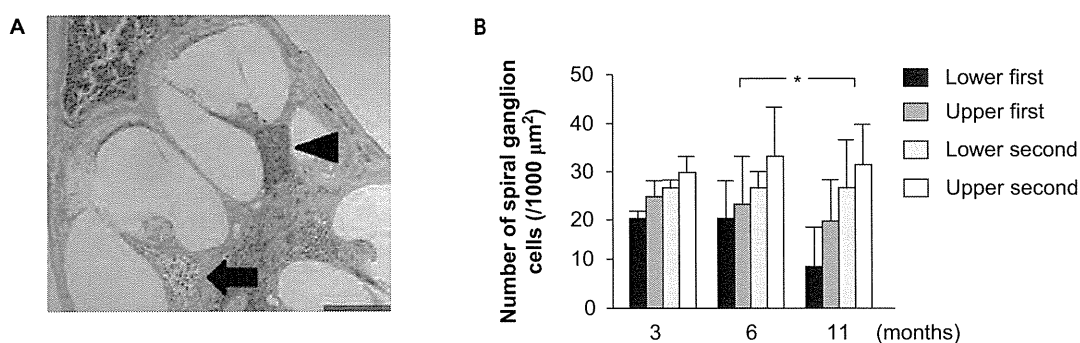 A
B
Number of spiral ganglion
cells (/1000 μm²)
50
40
30
20
10
0
*
3 6 11 (months)
Lower first
Upper first
Lower second
Upper second